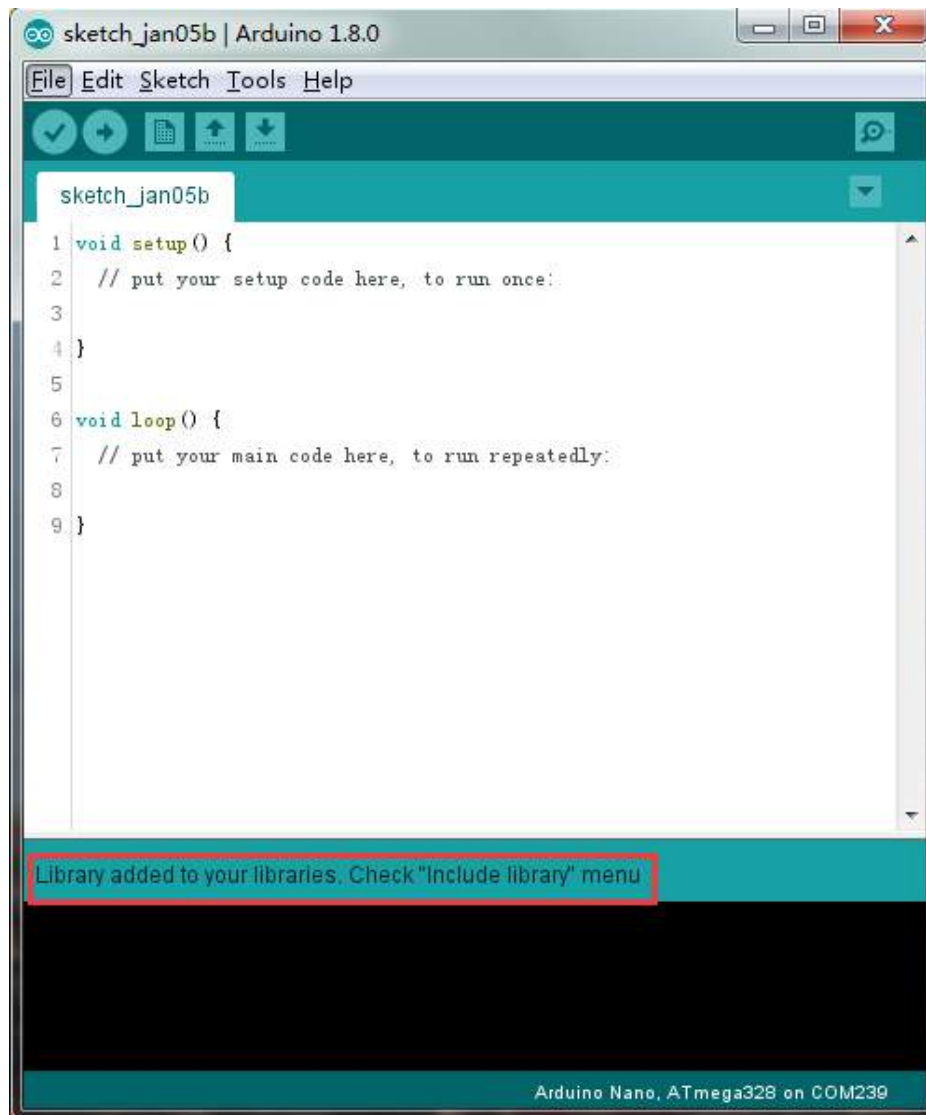 sketch_jan05b | Arduino 1.8.0
File Edit Sketch Tools Help
sketch_jan05b
1 void setup() {
2 // put your setup code here, to run once:
3
4 }
5
6 void loop() {
7 // put your main code here, to run repeatedly:
8
9 }
Library added to your libraries. Check "Include library" menu
Arduino Nano, ATmega328 on COM239